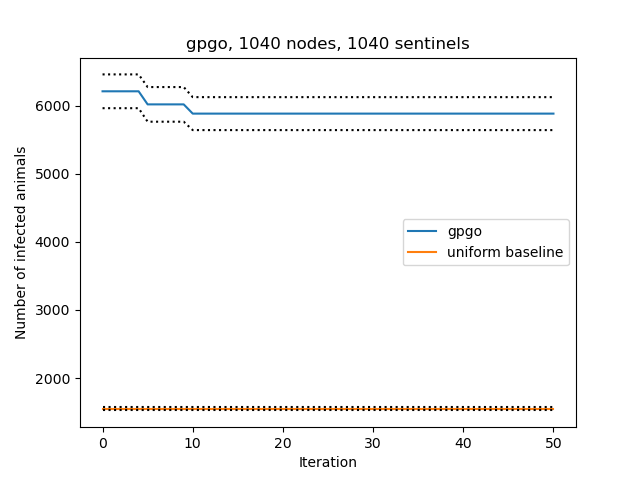 gpgo, 1040 nodes, 1040 sentinels
6000
5000
4000
3000
2000
Number of infected animals
gpgo
uniform baseline
0 10 20 30 40 50
Iteration